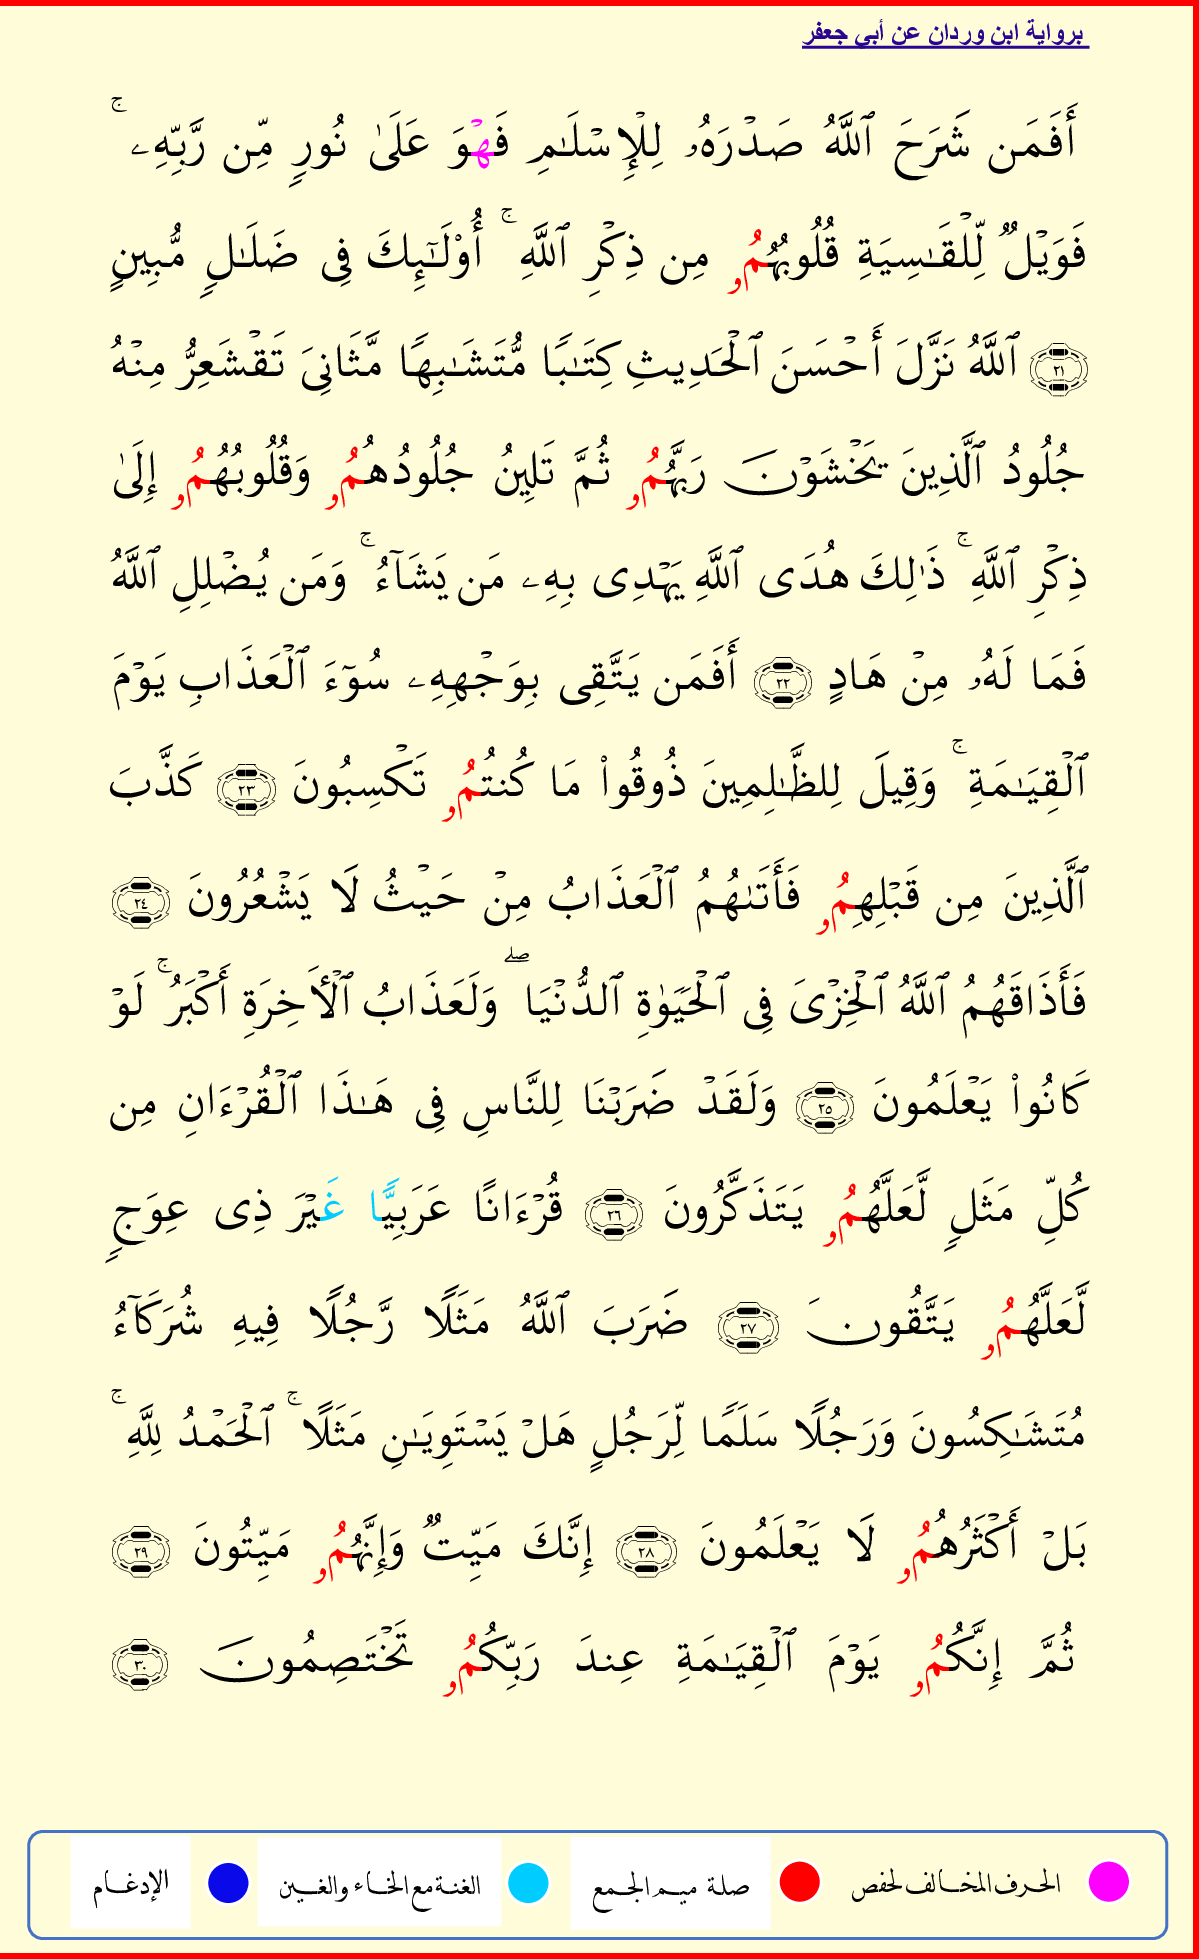 برواية ابن وردان عن أبي جعفر
أَفَمَن شَرَحَ ٱللَّهُ صَدْرَهُۥ لِلْإِسْلَـٰمِ فَهْوَ عَلَىٰ نُورٍ مِّن رَّبِّهِۦ ۚ
فَوَيْلٌ لِّلْقَـٰسِيَةِ قُلُوبُهُمُۥ مِن ذِكْرِ ٱللَّهِ ۚ أُوْلَـٰٓئِكَ فِى ضَلَـٰلٍ مُّبِينٍ
٢١ ٱللَّهُ نَزَّلَ أَحْسَنَ ٱلْحَدِيثِ كِتَـٰبًا مُّتَشَـٰبِهًا مَّثَانِىَ تَقْشَعِرُّ مِنْهُ
جُلُودُ ٱلَّذِينَ يَخْشَوْنَ رَبَّهُمُۥ ثُمَّ تَلِينُ جُلُودُهُمُۥ وَقُلُوبُهُمُۥ إِلَىٰ
ذِكْرِ ٱللَّهِ ۚ ذَٰلِكَ هُدَى ٱللَّهِ يَهْدِى بِهِۦ مَن يَشَآءُ ۚ وَمَن يُضْلِلِ ٱللَّهُ
فَمَا لَهُۥ مِنْ هَادٍ ٢٢ أَفَمَن يَتَّقِى بِوَجْهِهِۦ سُوٓءَ ٱلْعَذَابِ يَوْمَ
ٱلْقِيَـٰمَةِ ۚ وَقِيلَ لِلظَّـٰلِمِينَ ذُوقُوا۟ مَا كُنتُمُۥ تَكْسِبُونَ ٢٣ كَذَّبَ
ٱلَّذِينَ مِن قَبْلِهِمُۥ فَأَتَىٰهُمُ ٱلْعَذَابُ مِنْ حَيْثُ لَا يَشْعُرُونَ ٢٤
فَأَذَاقَهُمُ ٱللَّهُ ٱلْخِزْىَ فِى ٱلْحَيَوٰةِ ٱلدُّنْيَا ۖ وَلَعَذَابُ ٱلْأَخِرَةِ أَكْبَرُ ۚ لَوْ
كَانُوا۟ يَعْلَمُونَ ٢٥ وَلَقَدْ ضَرَبْنَا لِلنَّاسِ فِى هَـٰذَا ٱلْقُرْءَانِ مِن
كُلِّ مَثَلٍ لَّعَلَّهُمُۥ يَتَذَكَّرُونَ ٢٦ قُرْءَانًا عَرَبِيًّا غَيْرَ ذِى عِوَجٍ
لَّعَلَّهُمُۥ يَتَّقُونَ ٢٧ ضَرَبَ ٱللَّهُ مَثَلًا رَّجُلًا فِيهِ شُرَكَآءُ
مُتَشَـٰكِسُونَ وَرَجُلًا سَلَمًا لِّرَجُلٍ هَلْ يَسْتَوِيَـٰنِ مَثَلًا ۚ ٱلْحَمْدُ لِلَّهِ ۚ
بَلْ أَكْثَرُهُمُۥ لَا يَعْلَمُونَ ٢٨ إِنَّكَ مَيِّتٌ وَإِنَّهُمُۥ مَيِّتُونَ ٢٩
ثُمَّ إِنَّكُمُۥ يَوْمَ ٱلْقِيَـٰمَةِ عِندَ رَبِّكُمُۥ تَخْتَصِمُونَ ٣٠
الحرف المخالف لحفص صلة ميم الجمع الغنة مع الخاء والغين الإدغام